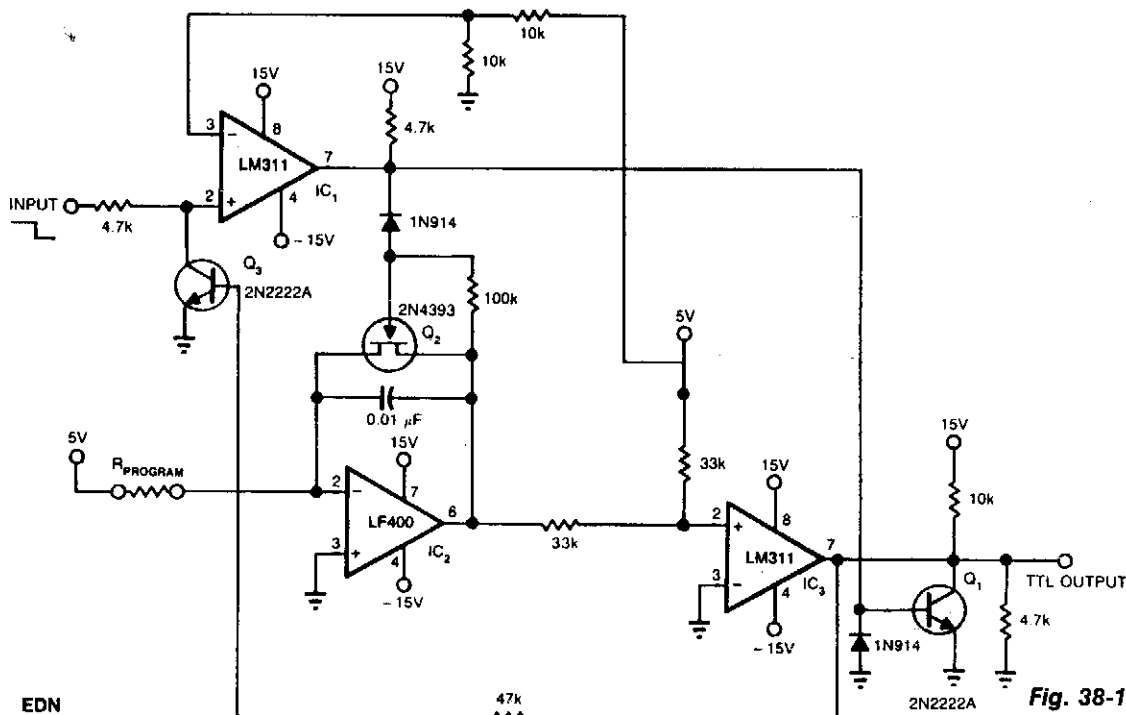 10k
10k
15V
15V
4.7k
3
8
LM311
7
2
4
IC1
INPUT
4.7k
-15V
1N914
Q3
2N2222A
100k
2N4393
Q2
5V
0.01 μF
5V
RPROGRAM
15V
33k
15V
15V
2
7
LF400
6
33k
2
8
10k
3
4
IC2
LM311
7
3
4
IC3
Q1
TTL OUTPUT
-15V
-15V
1N914
4.7k
EDN
47k
2N2222A
Fig. 38-1